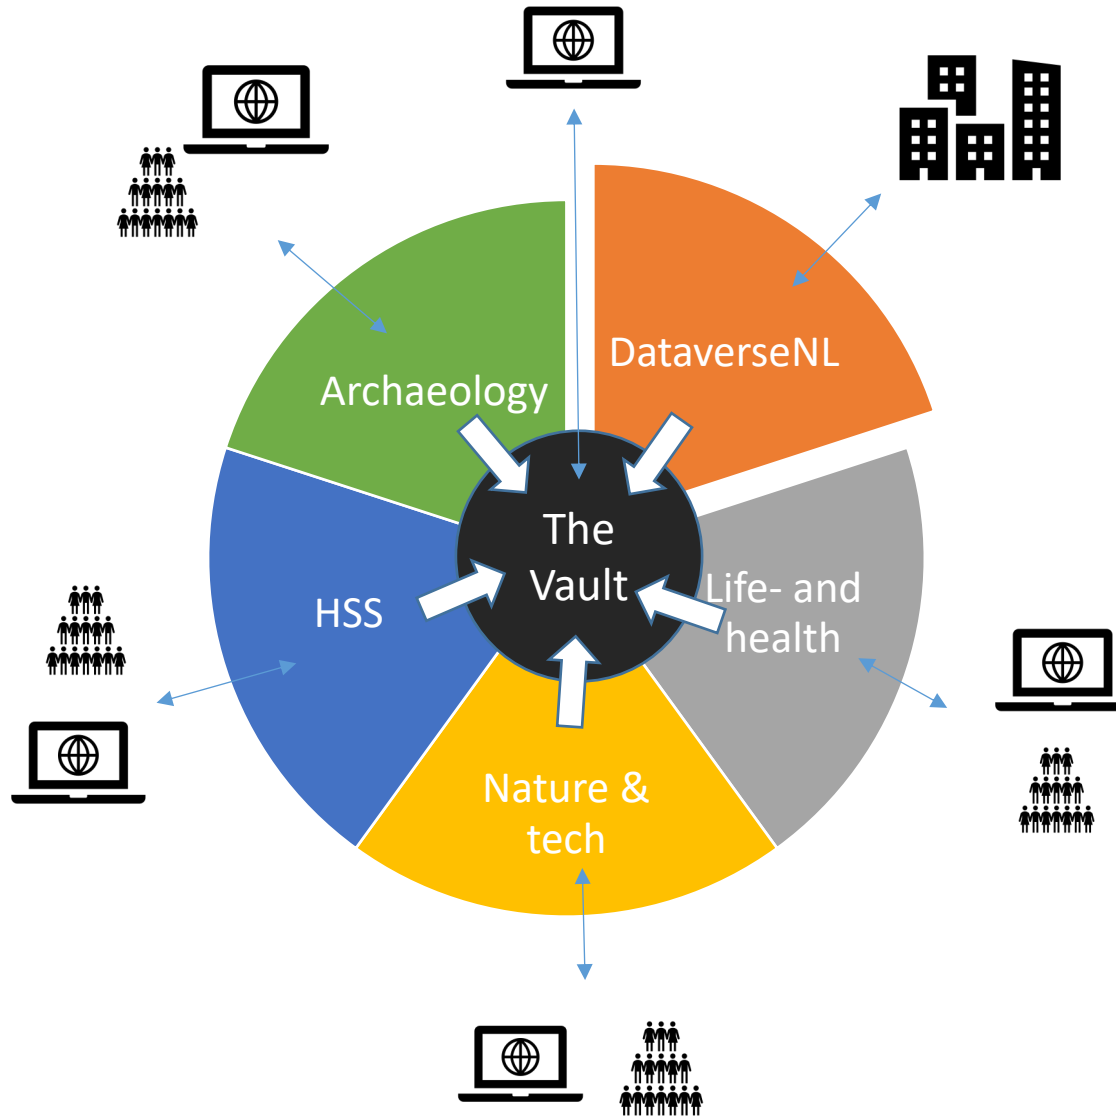 DataverseNL
Archaeology
The
Vault
Life- and
health
HSS
Nature &
tech